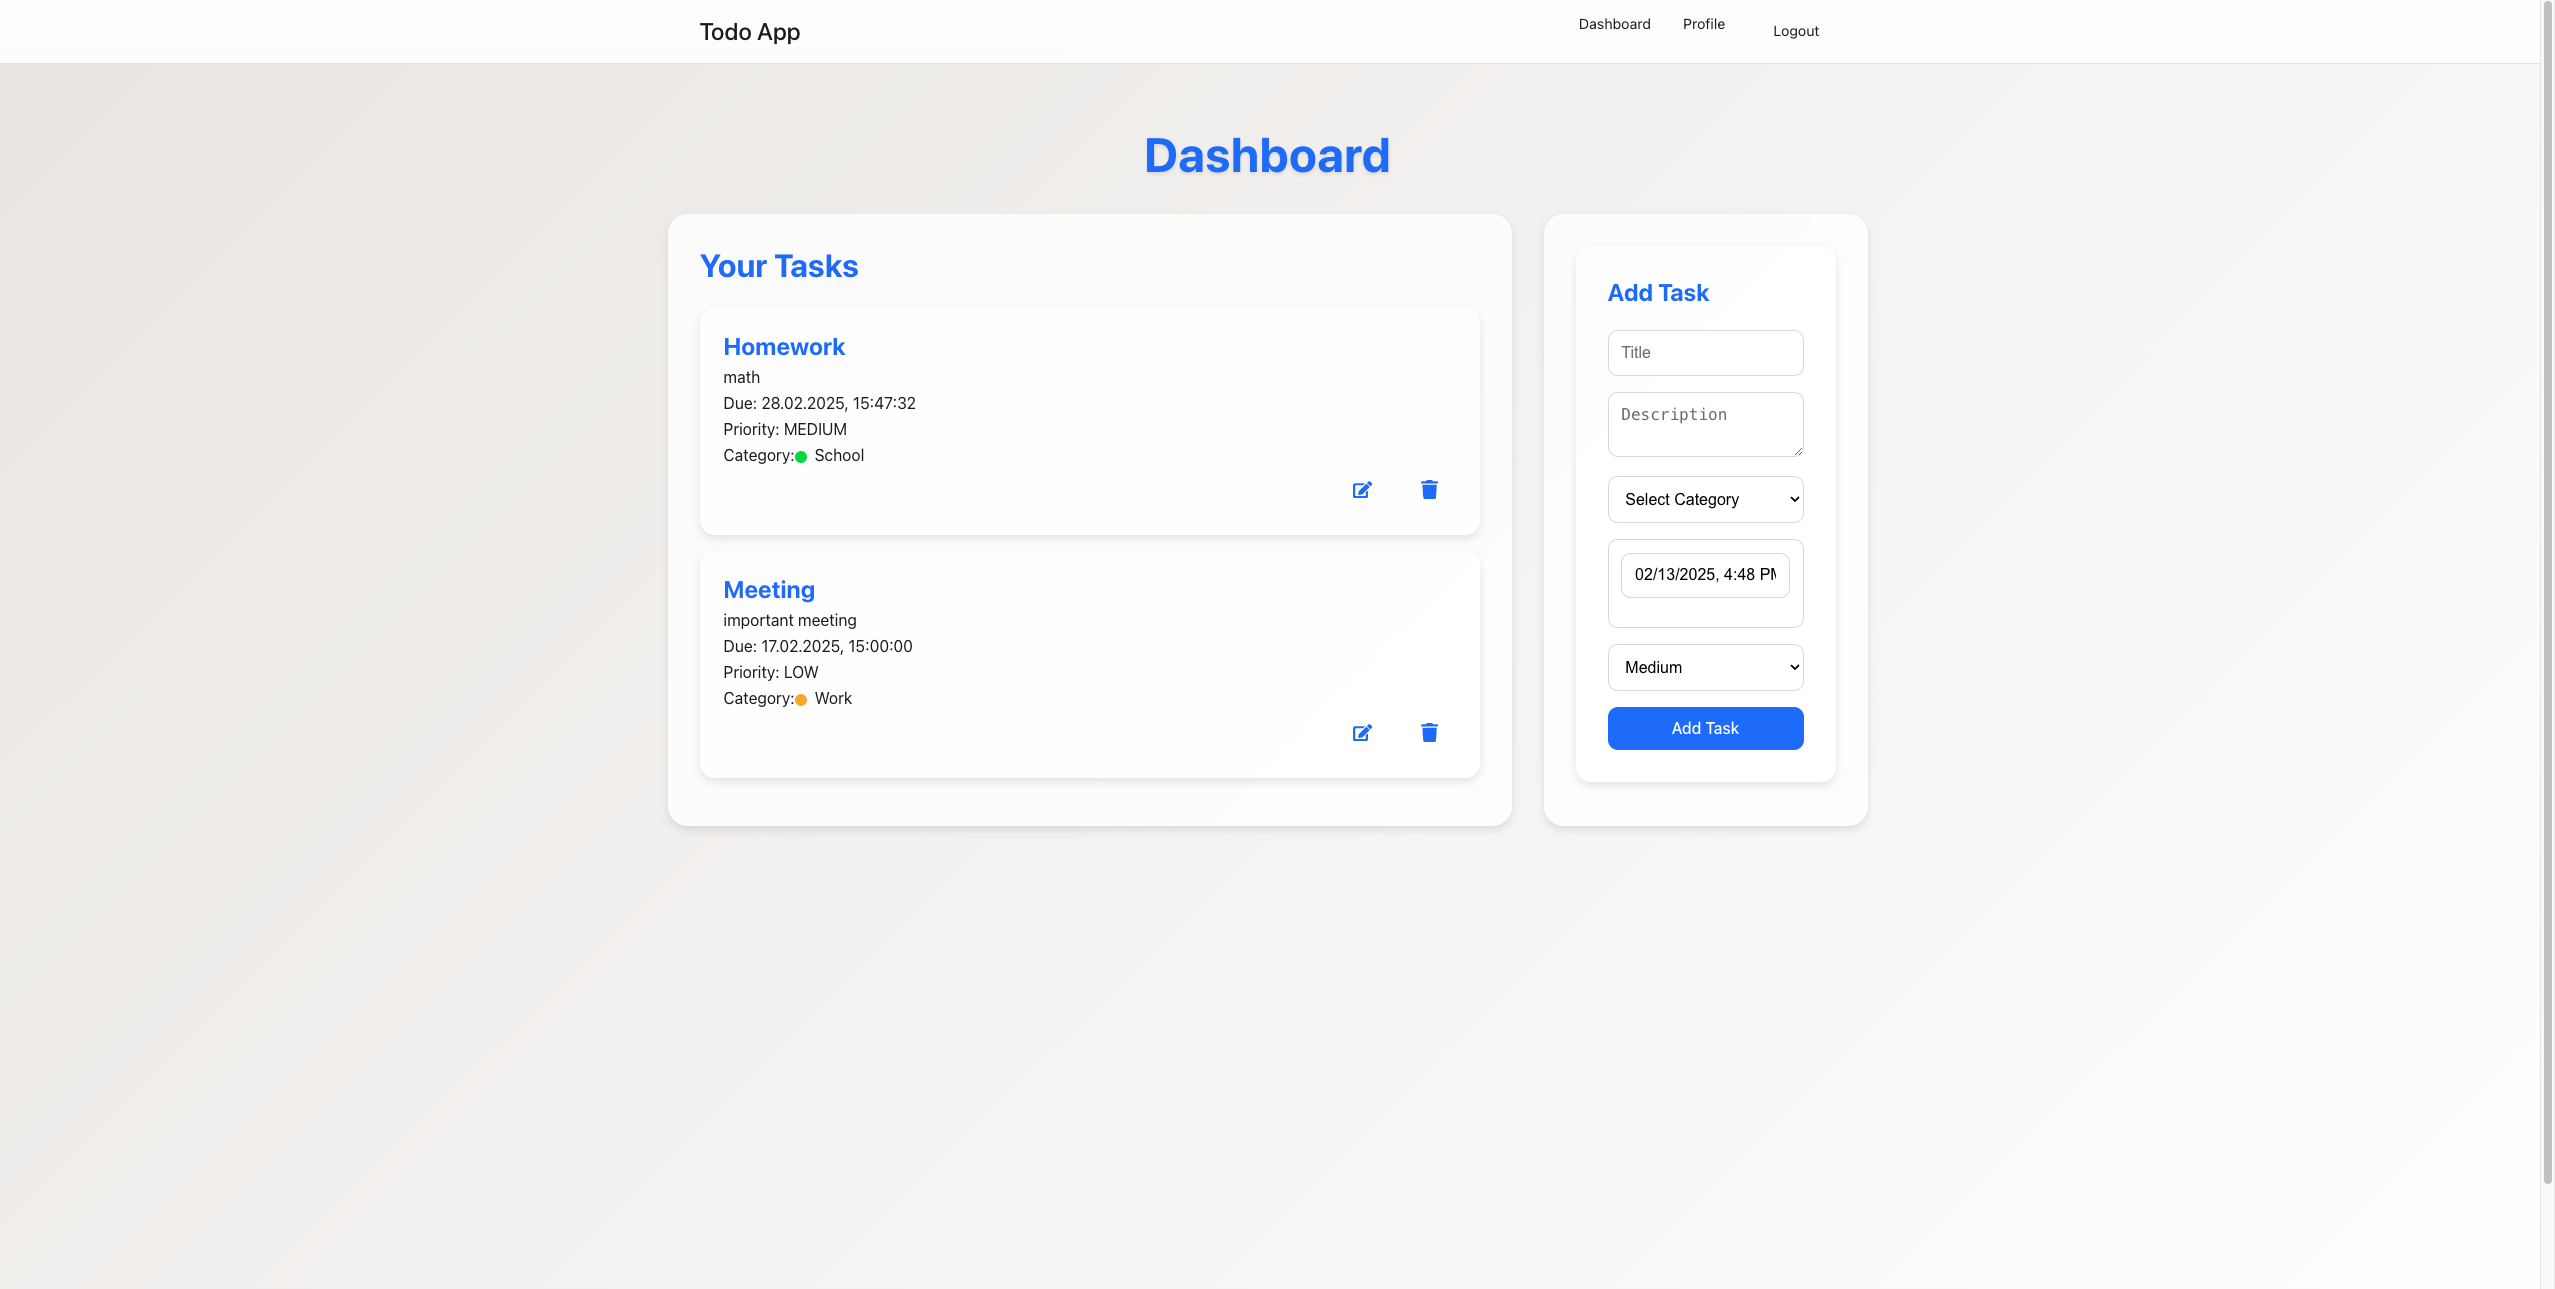 Todo App
Dashboard
Profile
Logout
Dashboard
Your Tasks
Homework
math
Due: 28.02.2025, 15:47:32
Priority: MEDIUM
Category: School
Meeting
important meeting
Due: 17.02.2025, 15:00:00
Priority: LOW
Category: Work
Add Task
Title
Description
Select Category
02/13/2025, 4:48 PM
Medium
Add Task